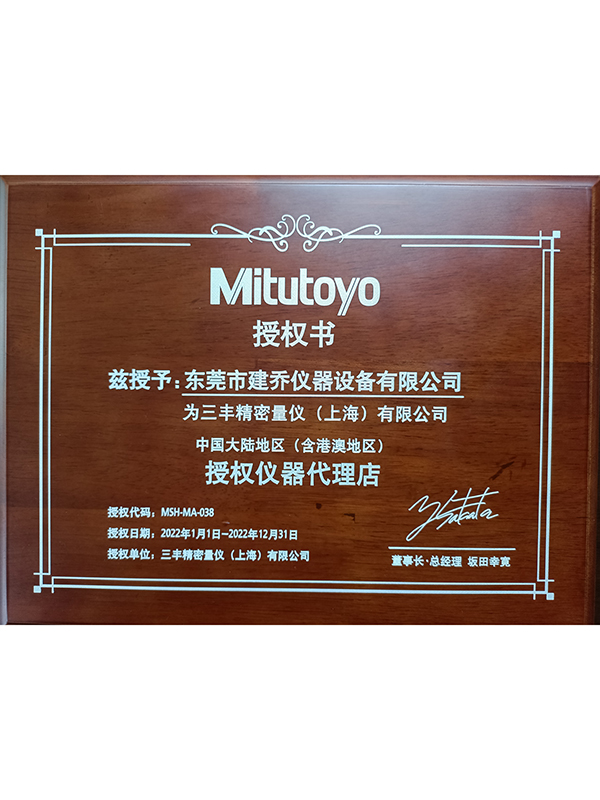 Mitutoyo
授权书
兹授予：东莞市建乔仪器设备有限公司
为三丰精密量仪（上海）有限公司
中国大陆地区（含港澳地区）
授权仪器代理店
授权代码：MSH-MA-038
授权日期：2022年1月1日~2022年12月31日
授权单位：三丰精密量仪（上海）有限公司
董事长·总经理 坂田幸寛